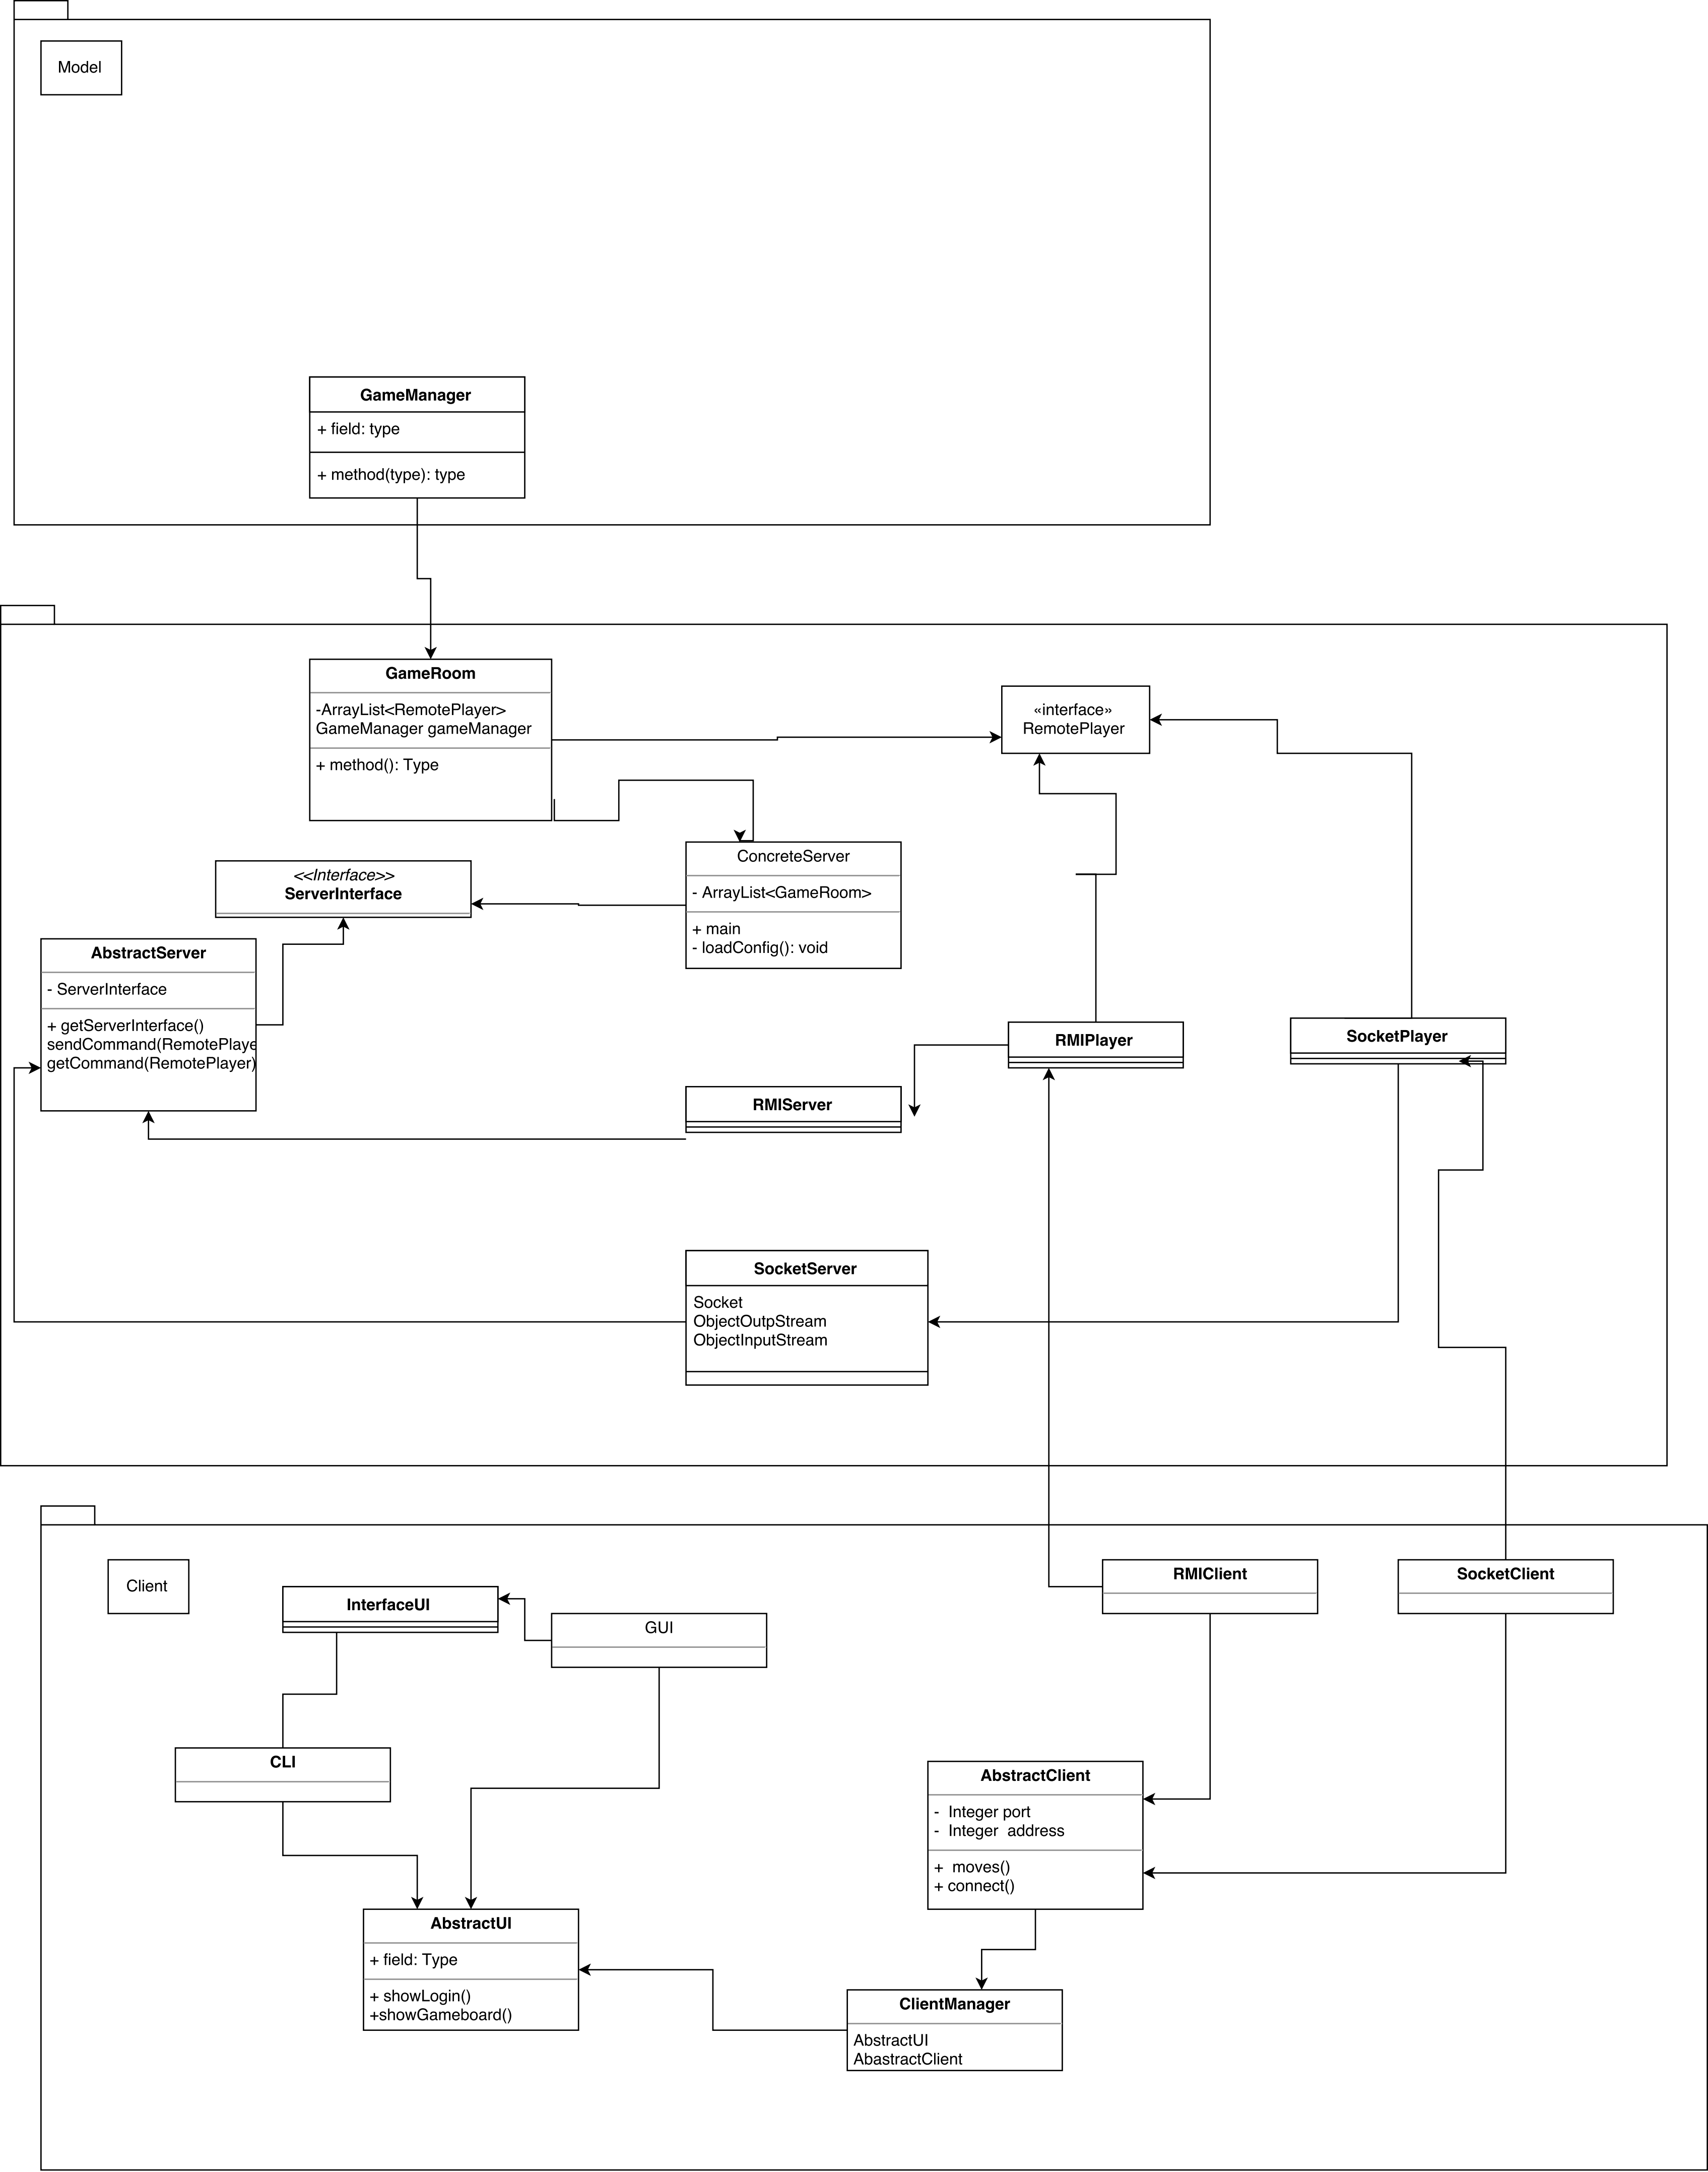 Model
GameManager
+ field: type
+ method(type): type
GameRoom
-ArrayList<RemotePlayer>
GameManager gameManager
+ method(): Type
«interface»
RemotePlayer
ConcreteServer
- ArrayList<GameRoom>
+ main
- loadConfig(): void
<<Interface>>
ServerInterface
AbstractServer
- ServerInterface
+ getServerInterface()
sendCommand(RemotePlaye
getCommand(RemotePlayer)
RMIPlayer
SocketPlayer
RMIServer
SocketServer
Socket
ObjectOutpStream
ObjectInputStream
Client
InterfaceUI
GUI
RMIClient
SocketClient
CLI
AbstractClient
- Integer port
- Integer  address
+  moves()
+ connect()
AbstractUI
+ field: Type
+ showLogin()
+showGameboard()
ClientManager
AbstractUI
AbastractClient